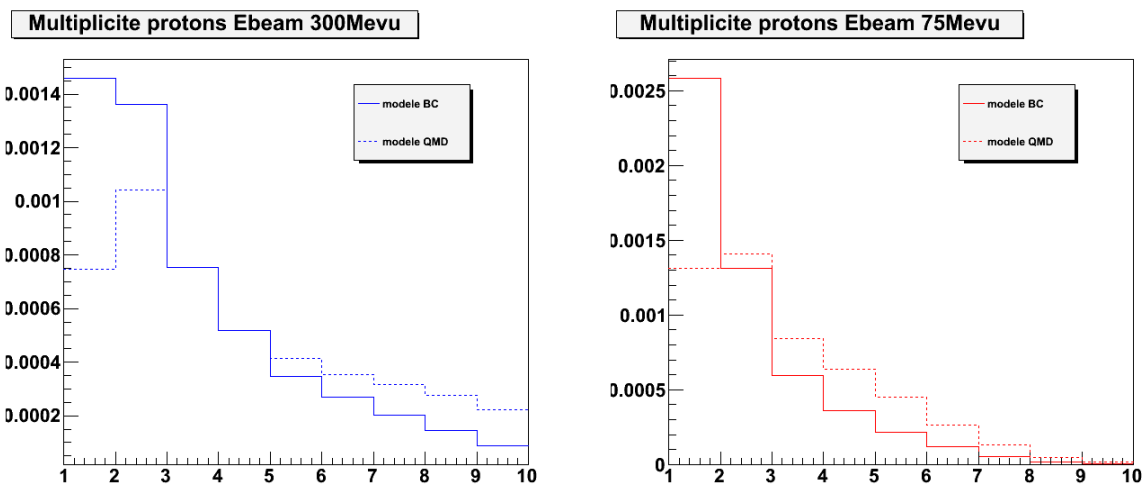 Multiplicite protons Ebeam 300Mevu
modele BC
modele QMD
0.0014
0.0012
0.001
0.0008
0.0006
0.0004
0.0002
1 2 3 4 5 6 7 8 9 10
Multiplicite protons Ebeam 75Mevu
modele BC
modele QMD
0.0025
0.002
0.0015
0.001
0.0005
0
1 2 3 4 5 6 7 8 9 10